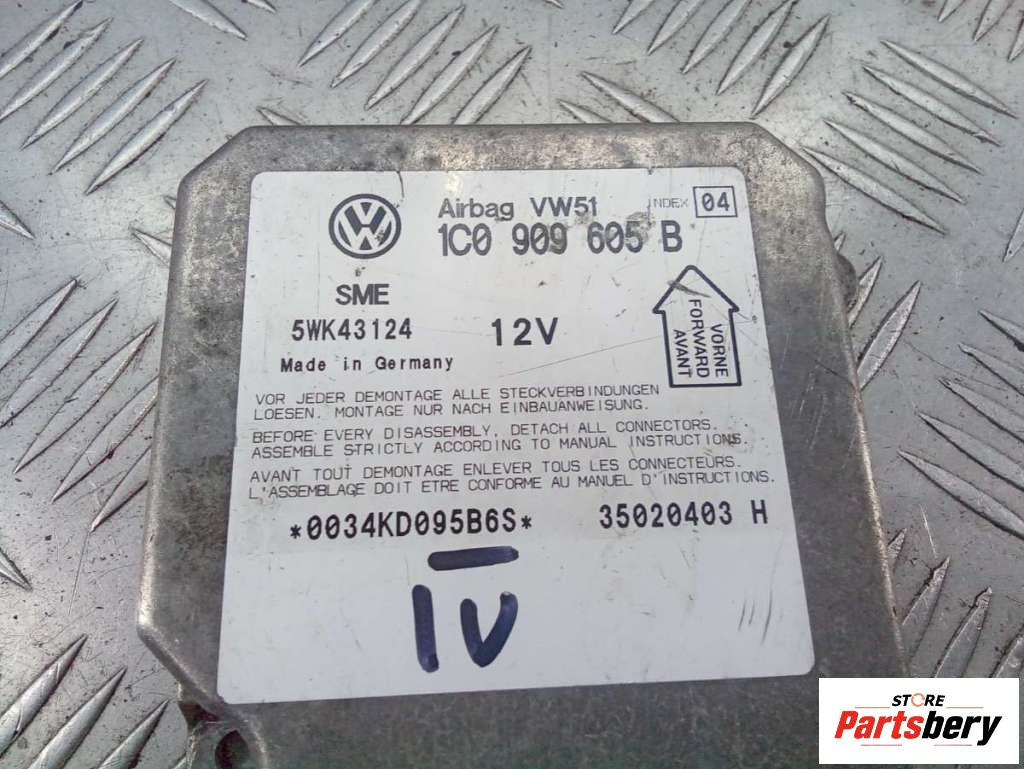 Airbag VW51 INDEX 04
1C0 909 605 B
SME
5WK43124 12V
Made in Germany
VORNE
FORWARD
AVANT
VOR JEDER DEMONTAGE ALLE STECKVERBINDUNGEN
LOESEN. MONTAGE NUR NACH EINBAUANWEISUNG.
BEFORE EVERY DISASSEMBLY, DETACH ALL CONNECTORS.
ASSEMBLE STRICTLY ACCORDING TO MANUAL INSTRUCTIONS.
AVANT TOUT DEMONTAGE ENLEVER TOUS LES CONNECTEURS.
L'ASSEMBLAGE DOIT ETRE CONFORME AU MANUEL D'INSTRUCTIONS.
*0034KD095B6S* 35020403 H
IV
STORE
Partsbery